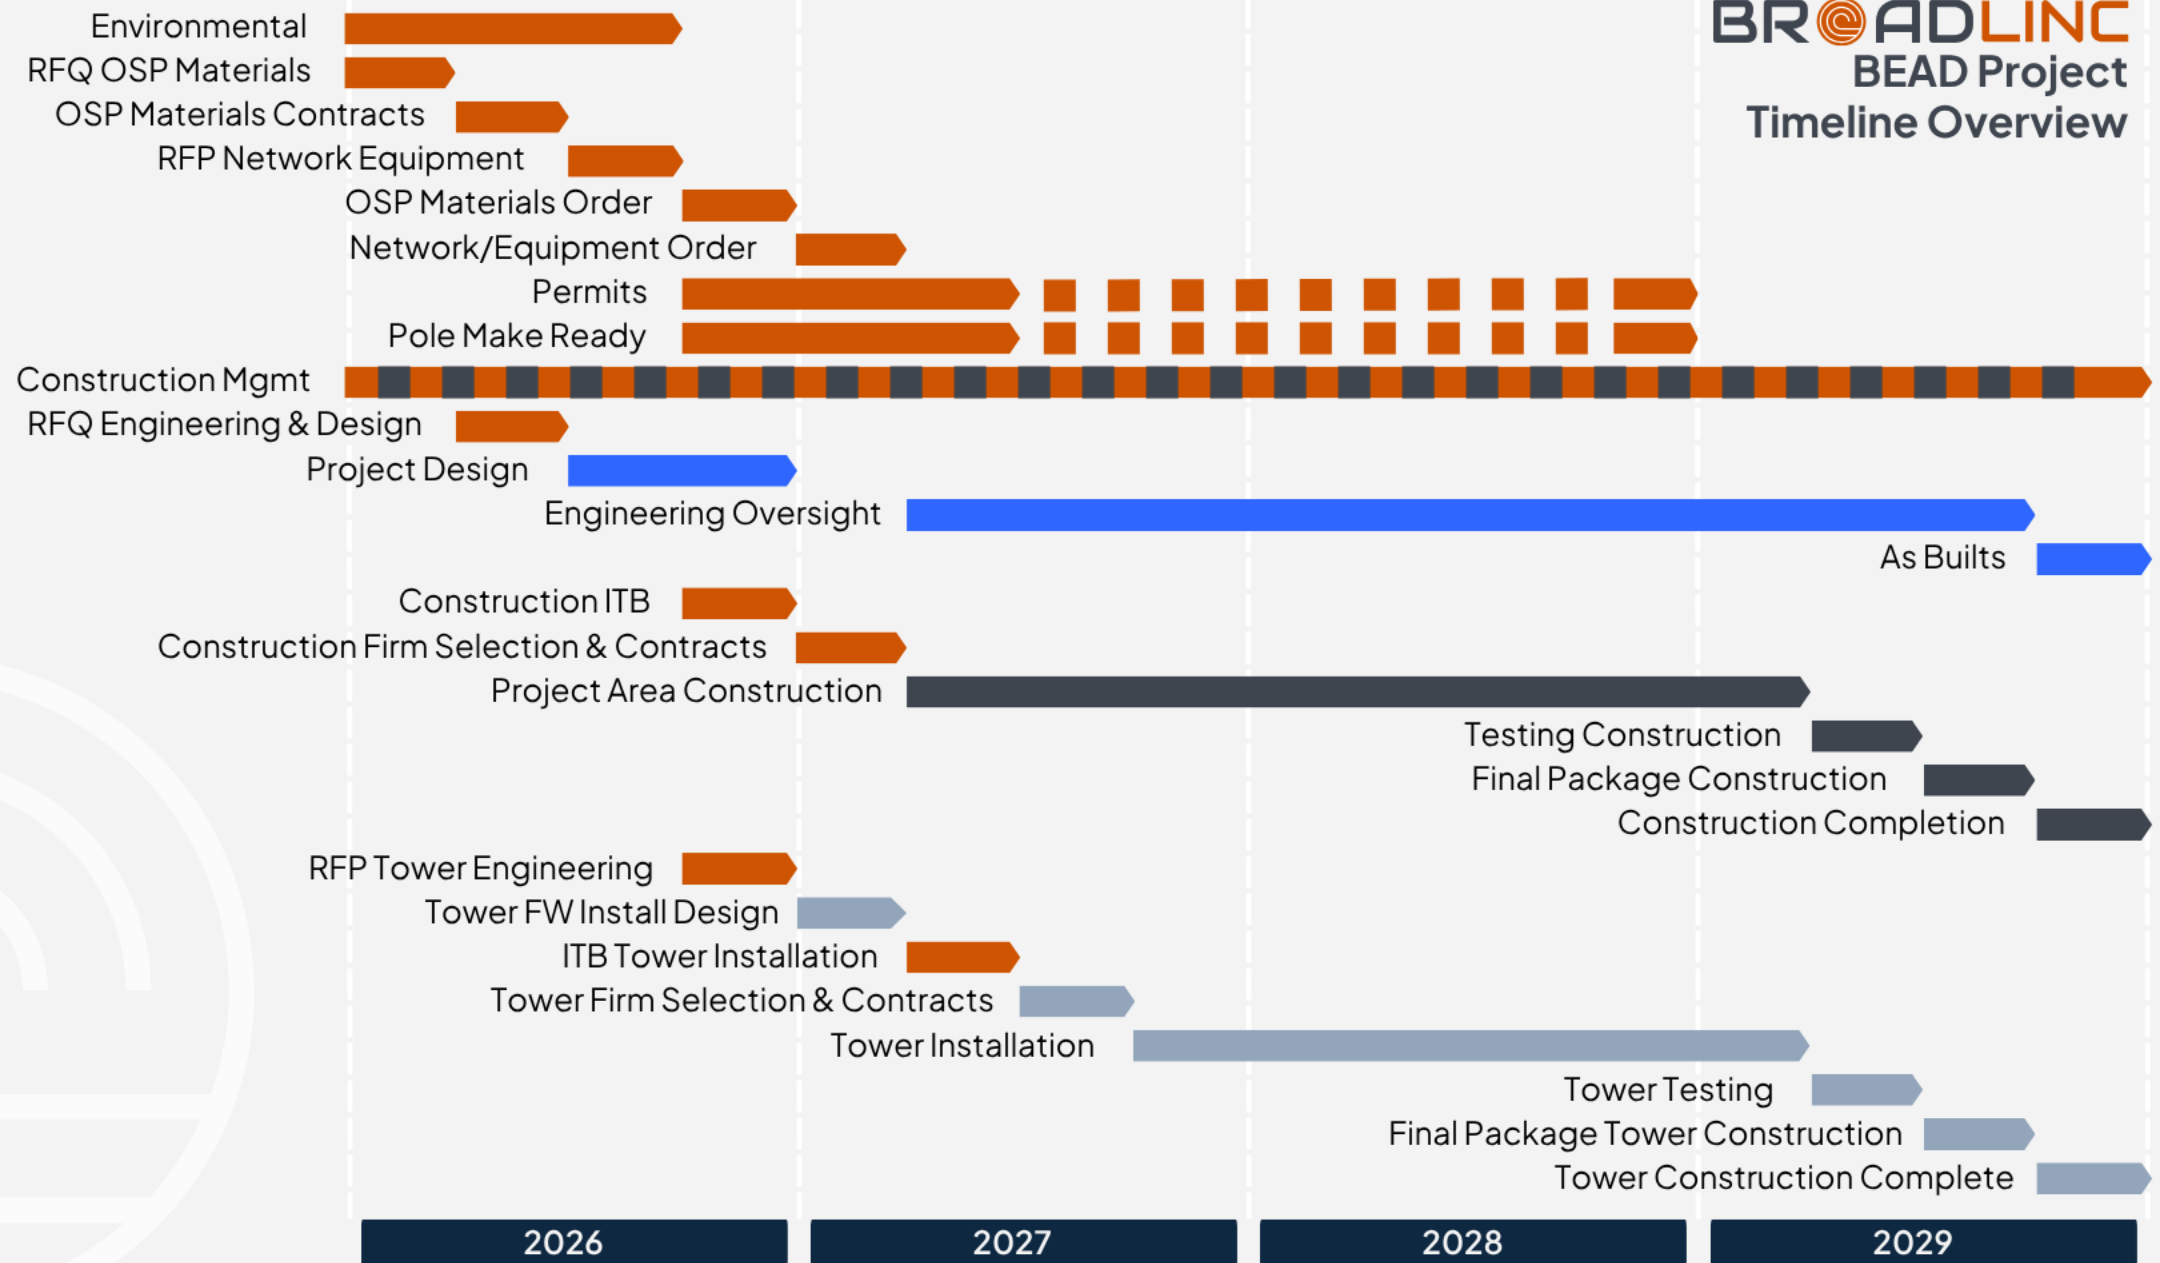 Environmental
BROADLINC
RFQ OSP Materials
BEAD Project
OSP Materials Contracts
Timeline Overview
RFP Network Equipment
OSP Materials Order
Network/Equipment Order
Permits
Pole Make Ready
Construction Mgmt
RFQ Engineering & Design
Project Design
Engineering Oversight
As Builts
Construction ITB
Construction Firm Selection & Contracts
Project Area Construction
Testing Construction
Final Package Construction
Construction Completion
RFP Tower Engineering
Tower FW Install Design
ITB Tower Installation
Tower Firm Selection & Contracts
Tower Installation
Tower Testing
Final Package Tower Construction
Tower Construction Complete
2026 2027 2028 2029